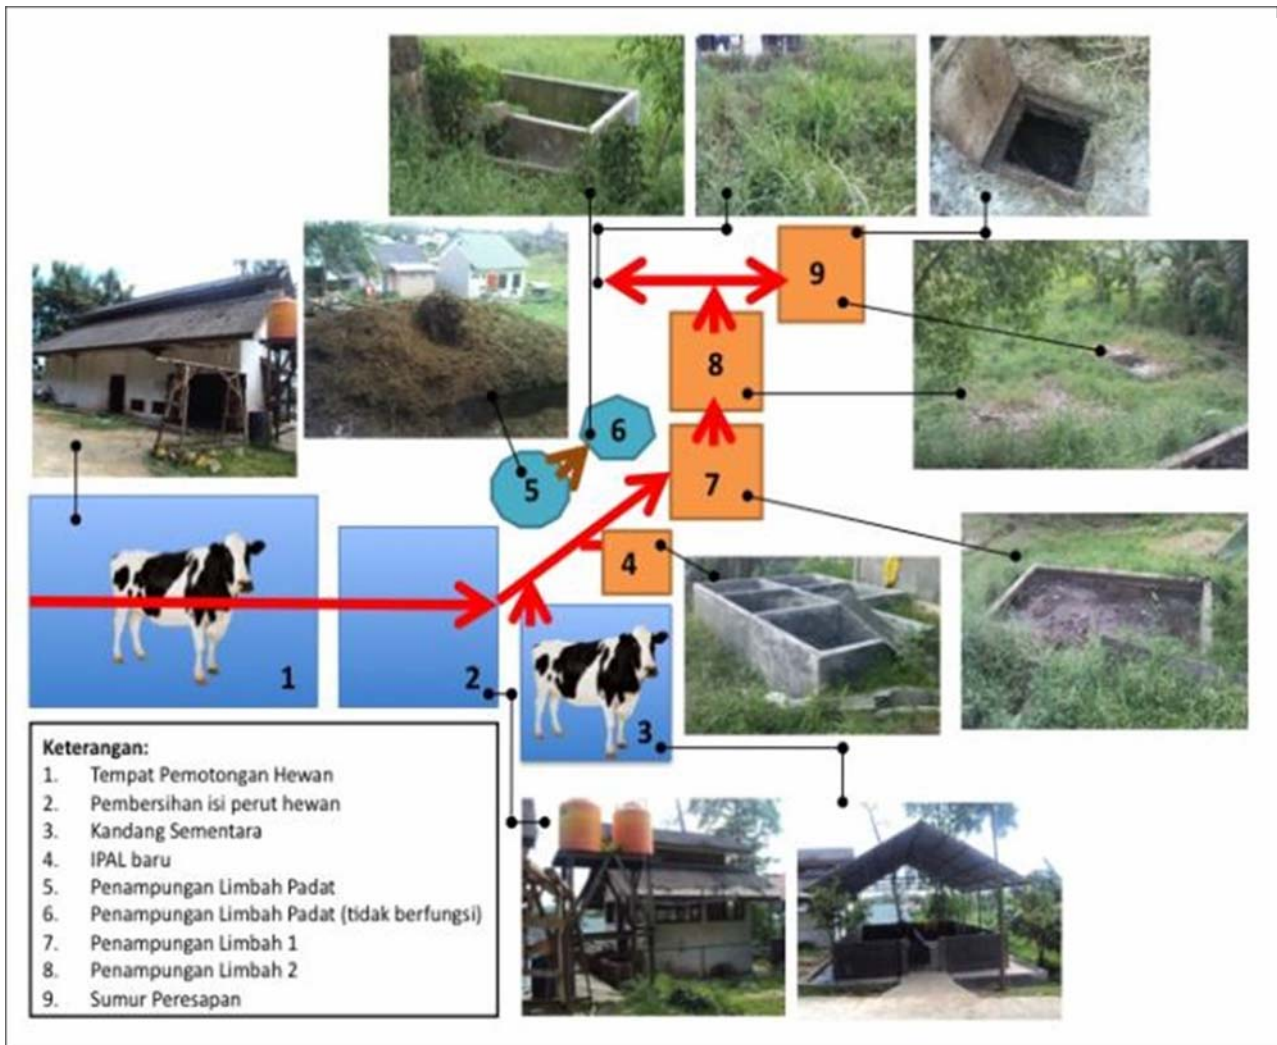 9
8
6
7
5
4
1
2
3
Keterangan:
1. Tempat Pemotongan Hewan
2. Pembersihan isi perut hewan
3. Kandang Sementara
4. IPAL baru
5. Penampungan Limbah Padat
6. Penampungan Limbah Padat (tidak berfungsi)
7. Penampungan Limbah 1
8. Penampungan Limbah 2
9. Sumur Peresapan